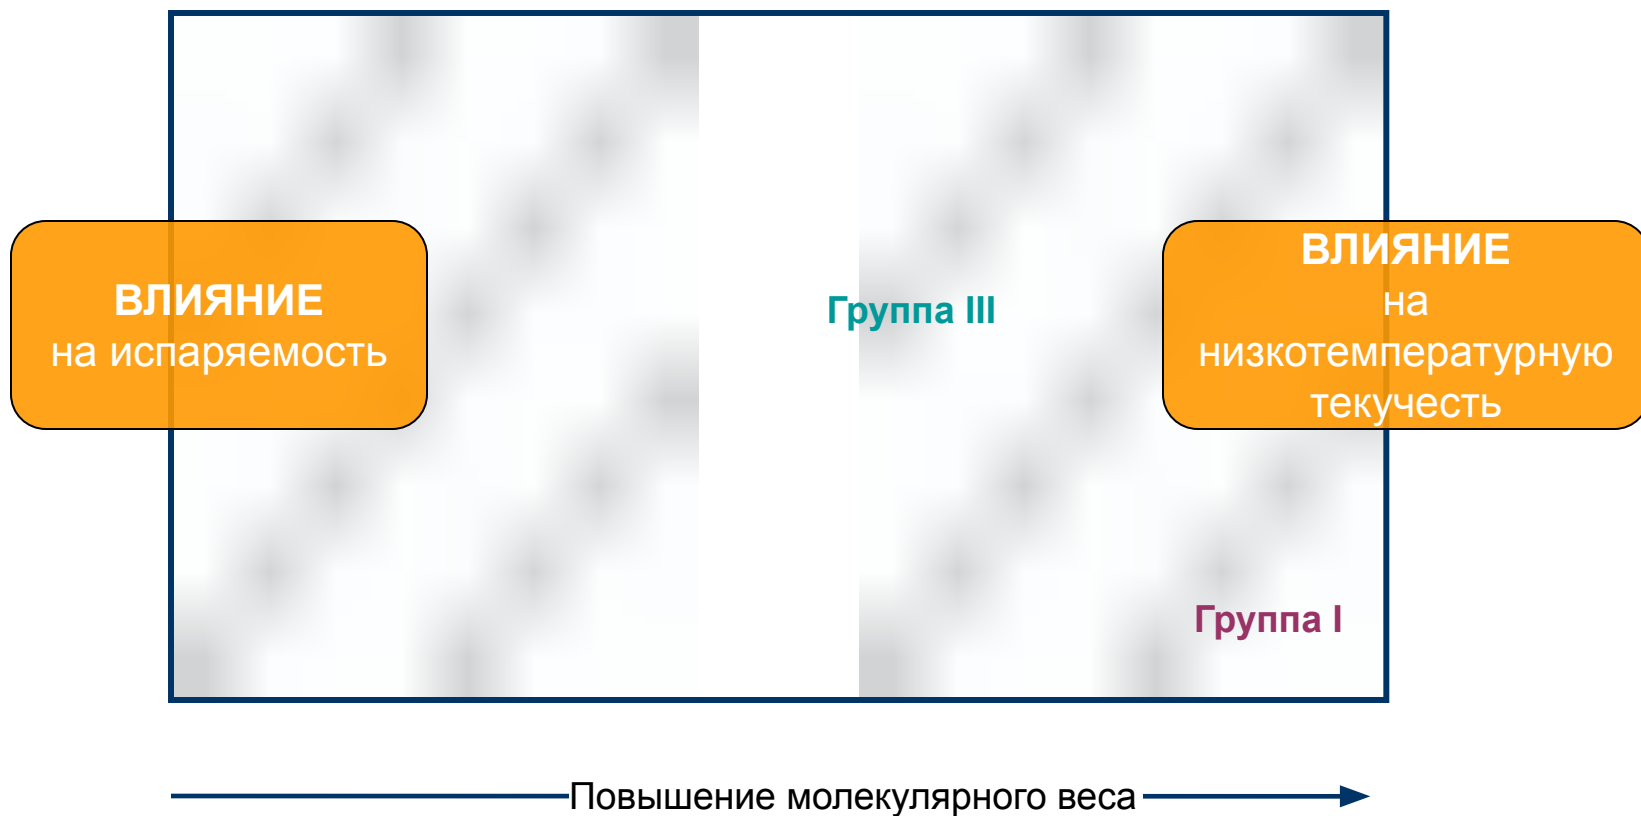 ВЛИЯНИЕ
на испаряемость
Группа III
ВЛИЯНИЕ
на
низкотемпературную
текучесть
Группа I
Повышение молекулярного веса